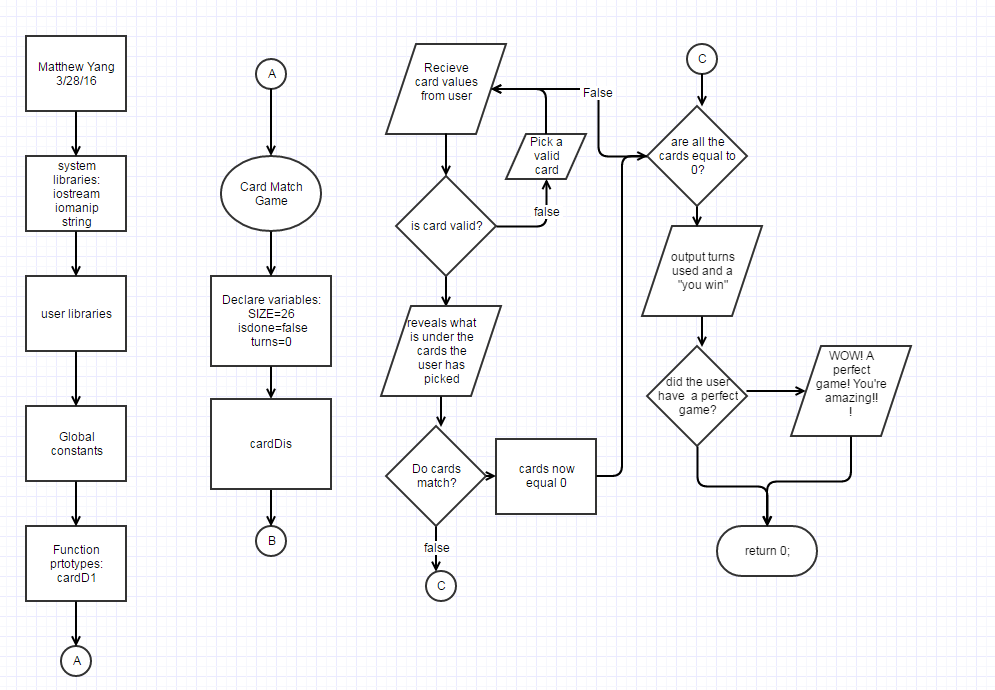 Matthew Yang
3/28/16
system
libraries:
iostream
iomanip
string
user libraries
Global
constants
Function
prtotypes:
cardD1
A
A
Card Match
Game
Declare variables:
SIZE=26
isdone=false
turns=0
cardDis
B
Recieve
card values
from user
Pick a
valid
card
is card valid?
false
reveals what
is under the
cards the
user has
picked
Do cards
match?
cards now
equal 0
false
C
C
False
are all the
cards equal to
0?
output turns
used and a
"you win"
did the user
have a perfect
game?
WOW! A
perfect
game! You're
amazing!!
!
return 0;